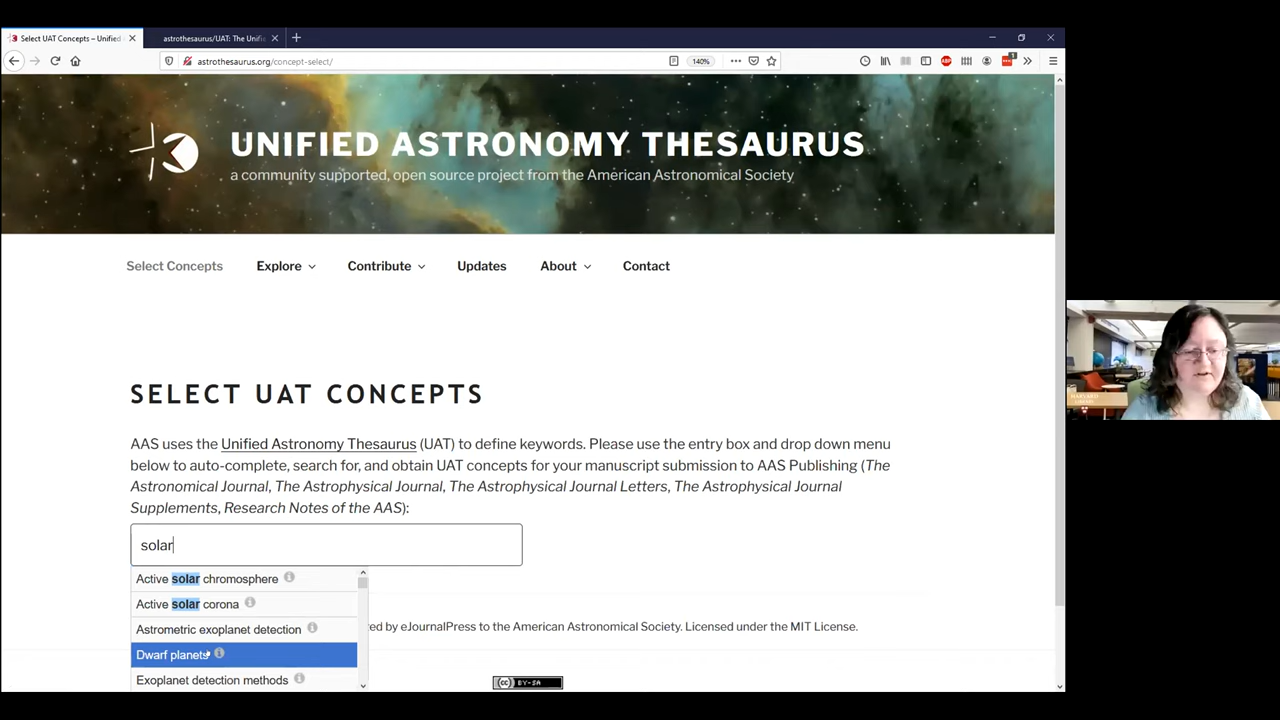 Select UAT Concepts – Unified
astrothesaurus/UAT: The Unifi
astrothesaurus.org/concept-select/
140%
UNIFIED ASTRONOMY THESAURUS
a community supported, open source project from the American Astronomical Society
Select Concepts Explore Contribute Updates About Contact
SELECT UAT CONCEPTS
AAS uses the Unified Astronomy Thesaurus (UAT) to define keywords. Please use the entry box and drop down menu
below to auto-complete, search for, and obtain UAT concepts for your manuscript submission to AAS Publishing (The
Astronomical Journal, The Astrophysical Journal, The Astrophysical Journal Letters, The Astrophysical Journal
Supplements, Research Notes of the AAS):
solar
Active solar chromosphere
Active solar corona
Astrometric exoplanet detection
ed by eJournalPress to the American Astronomical Society. Licensed under the MIT License.
Dwarf planets
Exoplanet detection methods
cc BY-SA
HARVARD
LIBRARY